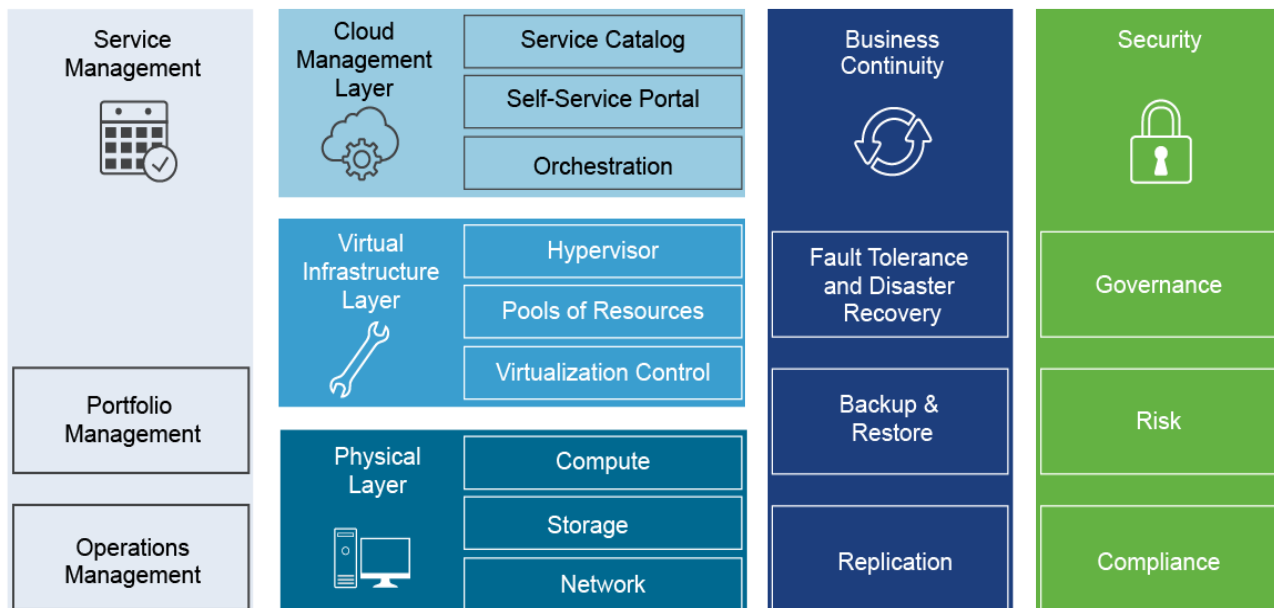 Service
Management
Portfolio
Management
Operations
Management
Cloud
Management
Layer
Service Catalog
Self-Service Portal
Orchestration
Virtual
Infrastructure
Layer
Hypervisor
Pools of Resources
Virtualization Control
Physical
Layer
Compute
Storage
Network
Business
Continuity
Fault Tolerance
and Disaster
Recovery
Backup &
Restore
Replication
Security
Governance
Risk
Compliance